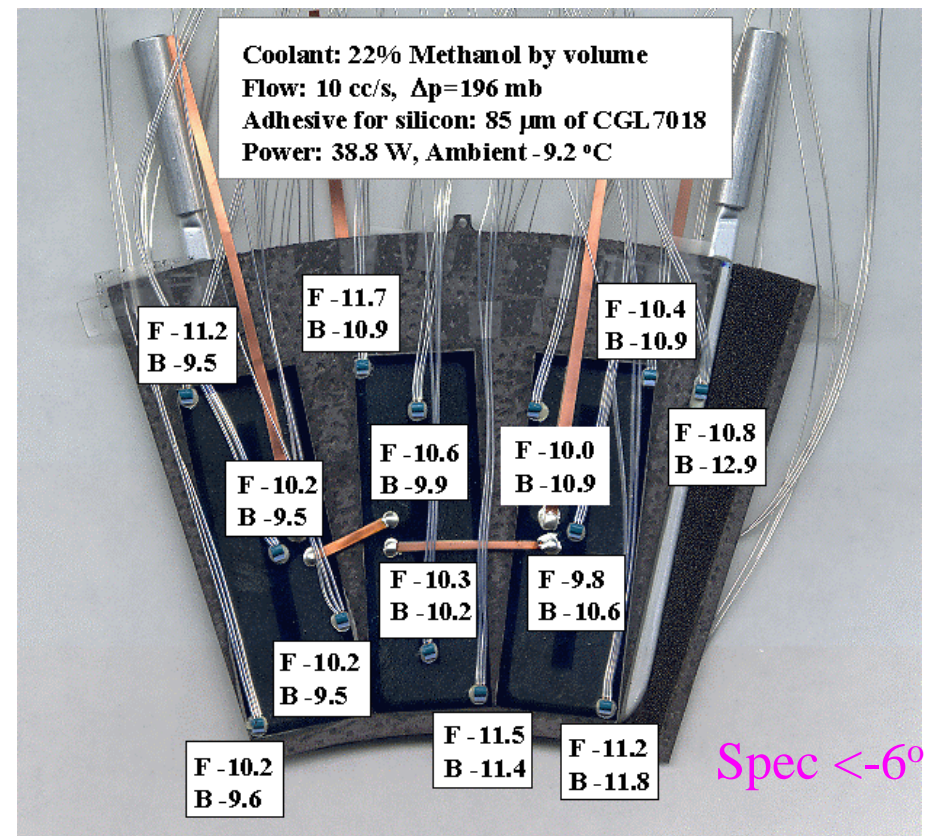 Coolant: 22% Methanol by volume
Flow: 10 cc/s, Δp=196 mb
Adhesive for silicon: 85 μm of CGL7018
Power: 38.8 W, Ambient -9.2 °C
F -11.7
B -10.9
F -10.4
B -10.9
F -11.2
B -9.5
F -10.8
B -12.9
F -10.6
B -9.9
F -10.0
B -10.9
F -10.2
B -9.5
F -10.3
B -10.2
F -9.8
B -10.6
F -10.2
B -9.5
F -11.5
B -11.4
F -11.2
B -11.8
F -10.2
B -9.6
Spec <-6°